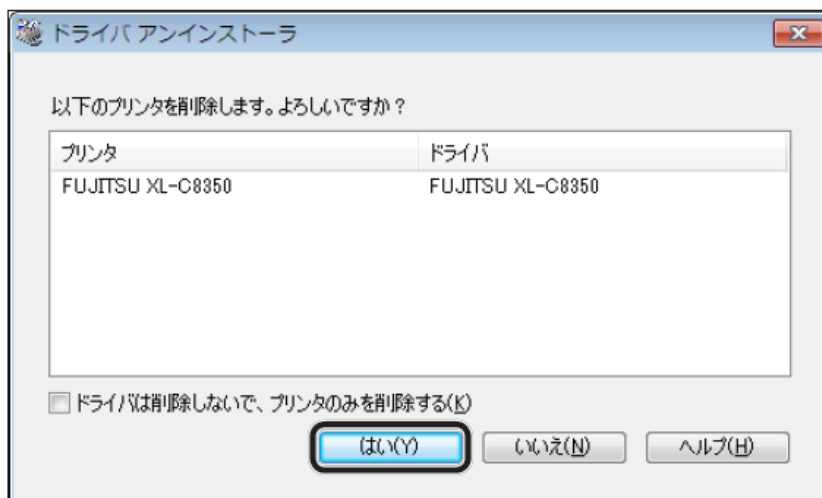 ドライバ アンインストーラ
以下のプリンタを削除します。よろしいですか？
プリンタ ドライバ
FUJITSU XL-C8350 FUJITSU XL-C8350
ドライバは削除しないで、プリンタのみを削除する(K)
はい(Y) いいえ(N) ヘルプ(H)